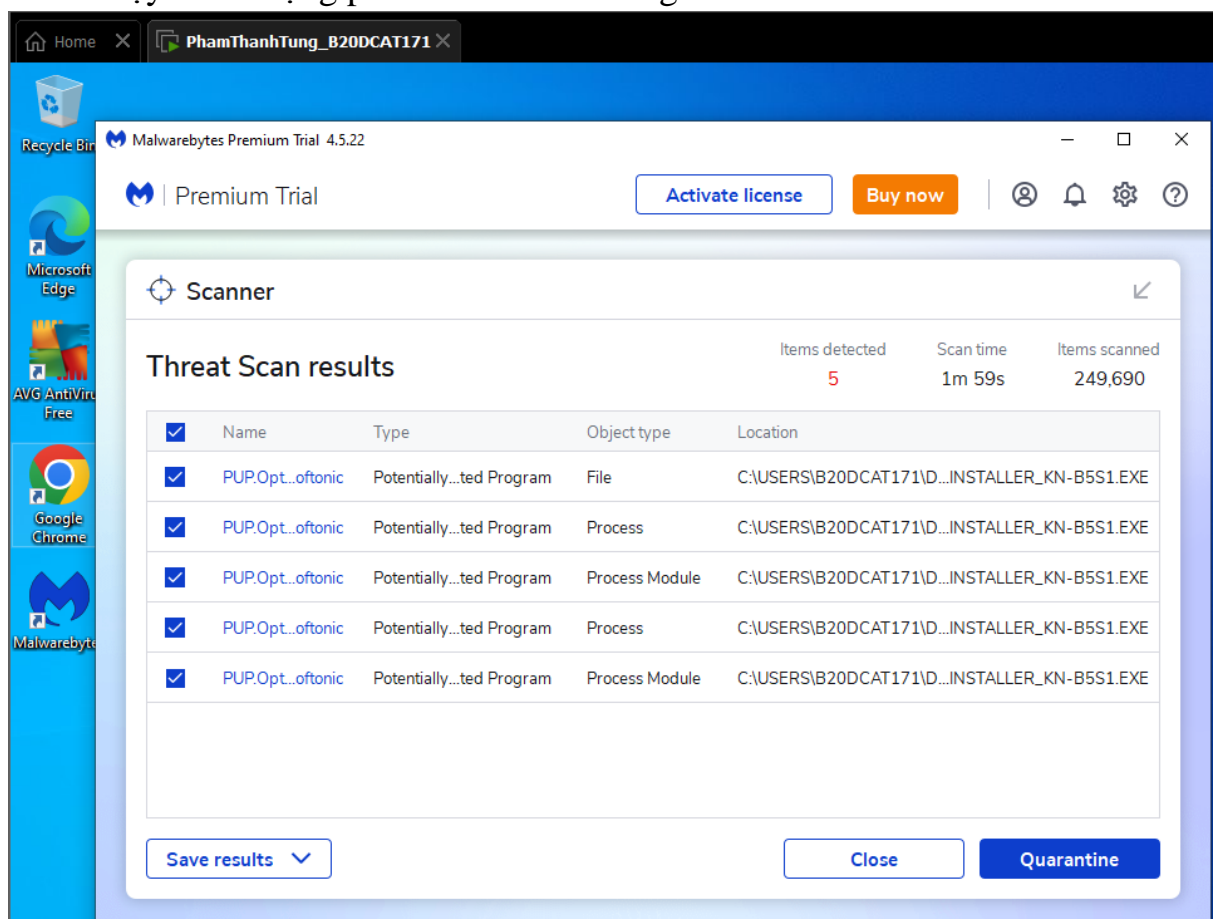 Home
PhamThanhTung_B20DCAT171
Recycle Bin
Malwarebytes Premium Trial 4.5.22
Premium Trial
Activate license
Buy now
Microsoft
Edge
Scanner
Threat Scan results
Items detected Scan time Items scanned
5 1m 59s 249,690
AVG AntiViru
Free
Name Type Object type Location
PUP.Opt...oftonic Potentially...ted Program File C:\USERS\B20DCAT171\D...INSTALLER_KN-B5S1.EXE
PUP.Opt...oftonic Potentially...ted Program Process C:\USERS\B20DCAT171\D...INSTALLER_KN-B5S1.EXE
Google
Chrome
PUP.Opt...oftonic Potentially...ted Program Process Module C:\USERS\B20DCAT171\D...INSTALLER_KN-B5S1.EXE
PUP.Opt...oftonic Potentially...ted Program Process C:\USERS\B20DCAT171\D...INSTALLER_KN-B5S1.EXE
Malwarebyte
PUP.Opt...oftonic Potentially...ted Program Process Module C:\USERS\B20DCAT171\D...INSTALLER_KN-B5S1.EXE
Save results
Close
Quarantine